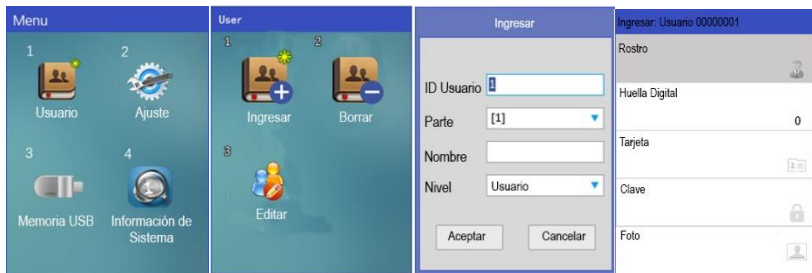 Menu
1
2
Usuario
Ajuste
3
4
Memoria USB
Información de
Sistema
User
1
2
Ingresar
Borrar
3
Editar
Ingresar
ID Usuario 1
Parte [1]
Nombre
Nivel Usuario
Aceptar Cancelar
Ingresar: Usuario 00000001
Rostro
Huella Digital
0
Tarjeta
Clave
Foto